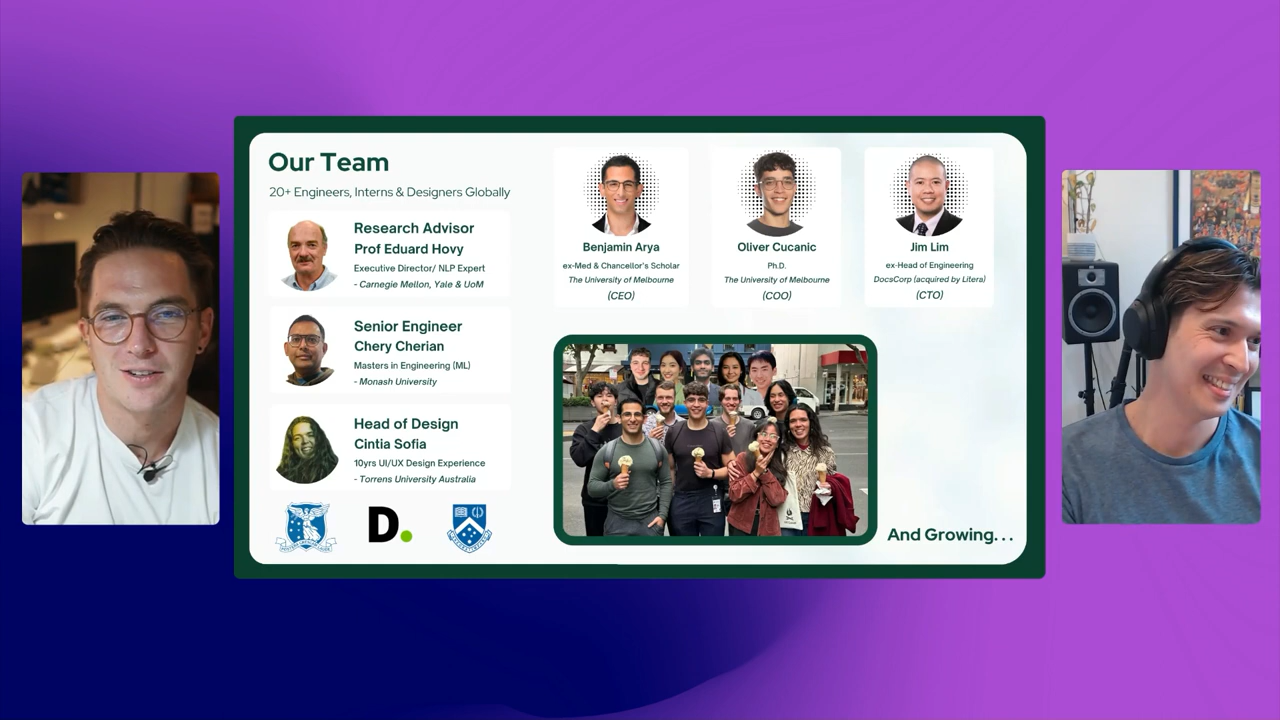 Our Team
20+ Engineers, Interns & Designers Globally
Research Advisor
Prof Eduard Hovy
Executive Director/ NLP Expert
- Carnegie Mellon, Yale & UoM
Senior Engineer
Chery Cherian
Masters in Engineering (ML)
- Monash University
Head of Design
Cintia Sofia
10yrs UI/UX Design Experience
- Torrens University Australia
D.
Benjamin Arya
ex-Med & Chancellor's Scholar
The University of Melbourne
(CEO)
Oliver Cucanic
Ph.D.
The University of Melbourne
(COO)
Jim Lim
ex-Head of Engineering
DocsCorp (acquired by Litera)
(CTO)
And Growing. . .